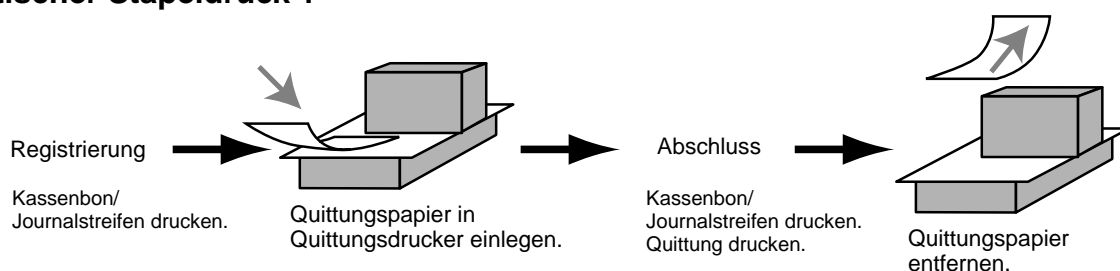 Registrierung
Kassenbon/
Journalstreifen drucken.
Quittungspapier in
Quittungsdrucker einlegen.
Abschluss
Kassenbon/
Journalstreifen drucken.
Quittung drucken.
Quittungspapier
entfernen.